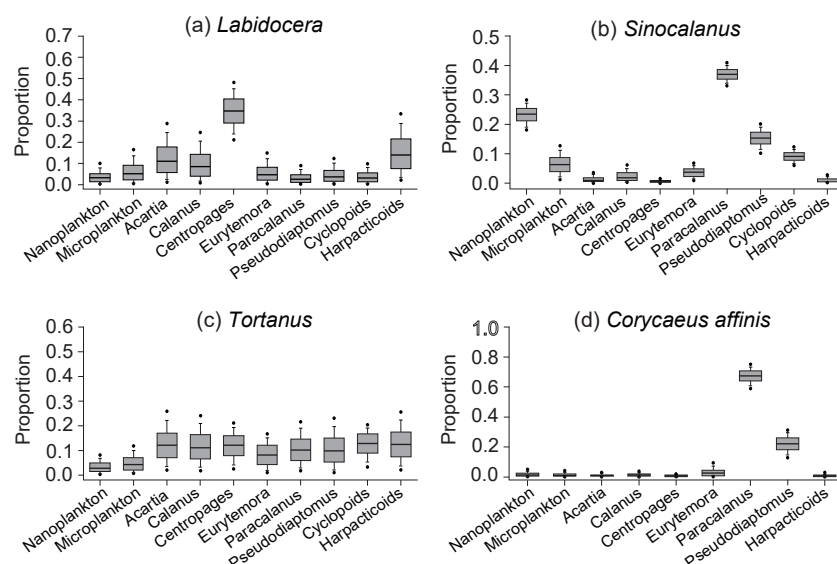 (a) Labidocera
Proportion
0.7
0.6
0.5
0.4
0.3
0.2
0.1
0.0
Nanoplankton
Microplankton
Acartia
Calanus
Centropages
Eurytemora
Paracalanus
Pseudodiaptomus
Cyclopoids
Harpacticoids
(b) Sinocalanus
Proportion
0.5
0.4
0.3
0.2
0.1
0.0
Nanoplankton
Microplankton
Acartia
Calanus
Centropages
Eurytemora
Paracalanus
Pseudodiaptomus
Cyclopoids
Harpacticoids
(c) Tortanus
Proportion
0.6
0.5
0.4
0.3
0.2
0.1
0.0
Nanoplankton
Microplankton
Acartia
Calanus
Centropages
Eurytemora
Paracalanus
Pseudodiaptomus
Cyclopoids
Harpacticoids
(d) Corycaeus affinis
Proportion
1.0
0.8
0.6
0.4
0.2
0.0
Nanoplankton
Microplankton
Acartia
Calanus
Centropages
Eurytemora
Paracalanus
Pseudodiaptomus
Harpacticoids